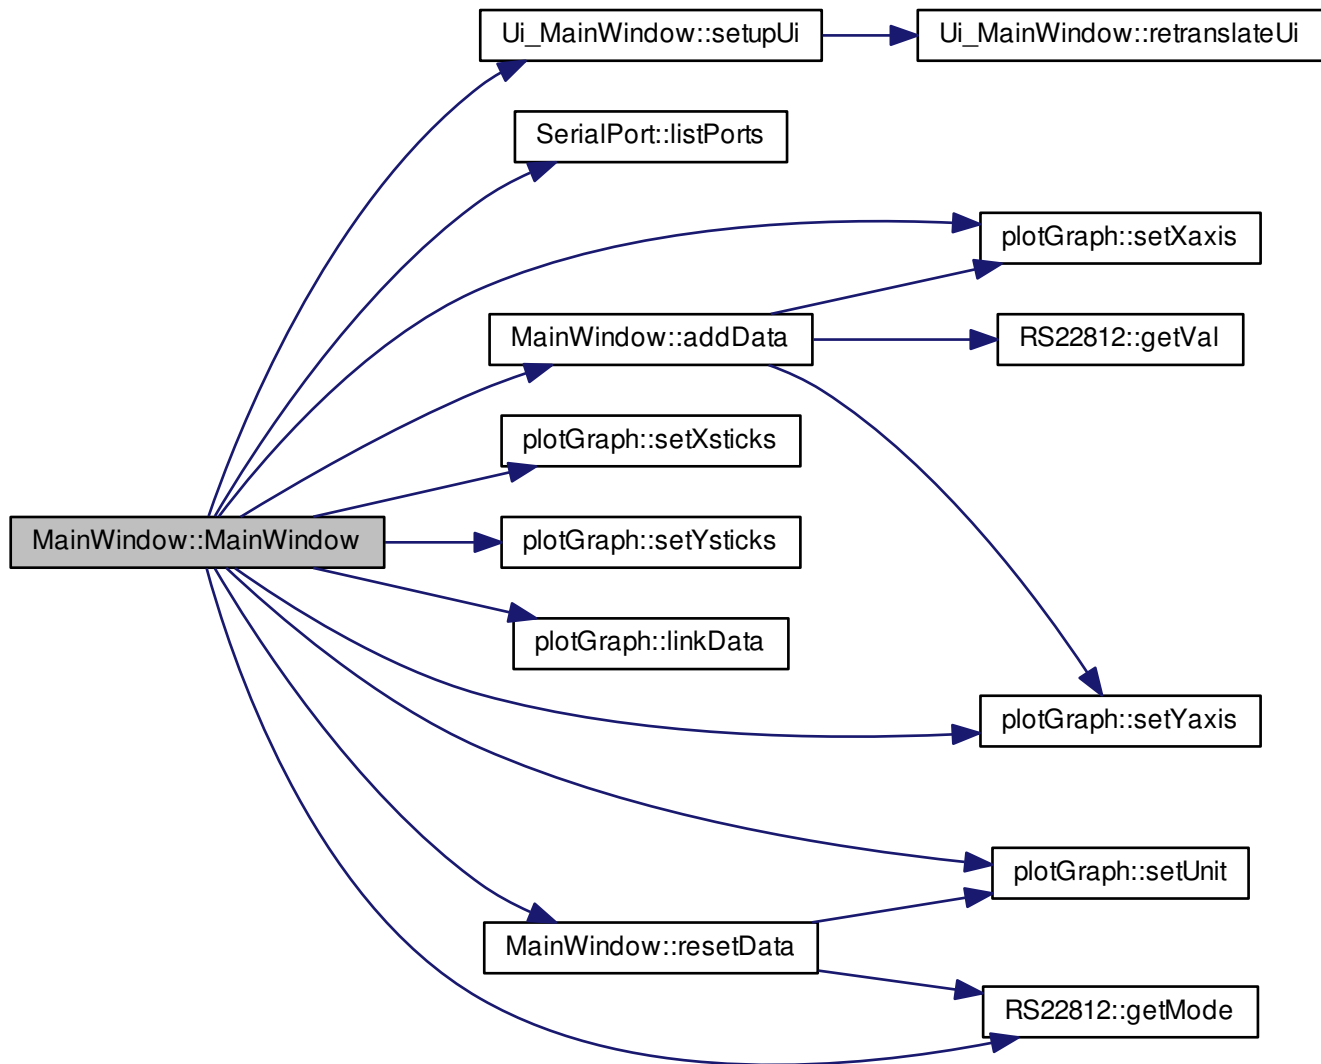 Ui_MainWindow::setupUi
Ui_MainWindow::retranslateUi
SerialPort::listPorts
plotGraph::setXaxis
MainWindow::addData
RS22812::getVal
plotGraph::setXsticks
MainWindow::MainWindow
plotGraph::setYsticks
plotGraph::linkData
plotGraph::setYaxis
plotGraph::setUnit
MainWindow::resetData
RS22812::getMode